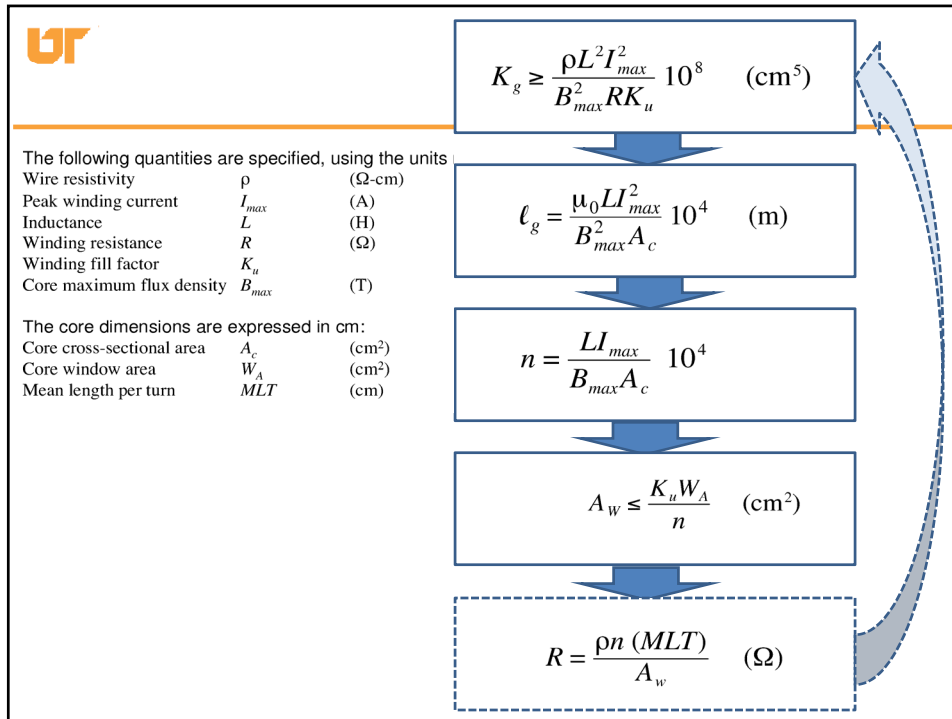 UT
The following quantities are specified, using the units
Wire resistivity ρ (Ω-cm)
Peak winding current I_max (A)
Inductance L (H)
Winding resistance R (Ω)
Winding fill factor K_u
Core maximum flux density B_max (T)
The core dimensions are expressed in cm:
Core cross-sectional area A_c (cm²)
Core window area W_A (cm²)
Mean length per turn MLT (cm)
K_g ≥ ρL²I²_max / B²_max RK_u 10⁸ (cm⁵)
ℓ_g = μ₀LI²_max / B²_max A_c 10⁴ (m)
n = LI_max / B_max A_c 10⁴
A_W ≤ K_u W_A / n (cm²)
R = ρn (MLT) / A_w (Ω)